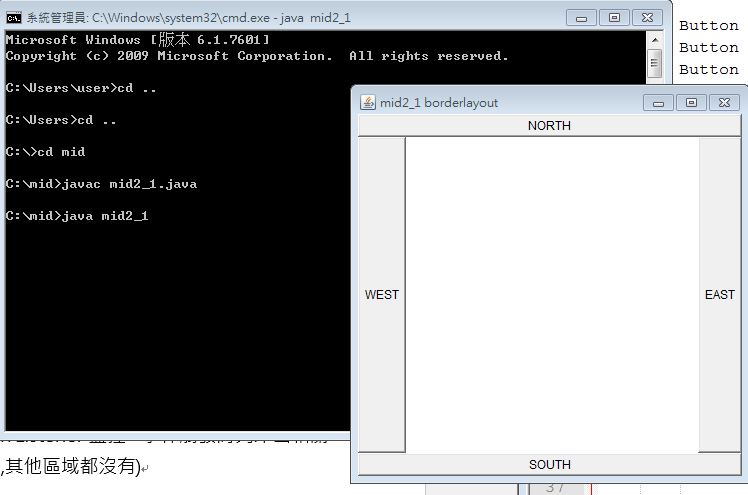 系統管理員: C:\Windows\system32\cmd.exe - java mid2_1
Microsoft Windows [版本 6.1.7601]
Copyright (c) 2009 Microsoft Corporation.  All rights reserved.
C:\Users\user>cd ..
C:\Users>cd ..
C:\>cd mid
C:\mid>javac mid2_1.java
C:\mid>java mid2_1
Button
Button
Button
mid2_1 borderlayout
NORTH
WEST
EAST
SOUTH
,其他區域都沒有)
37